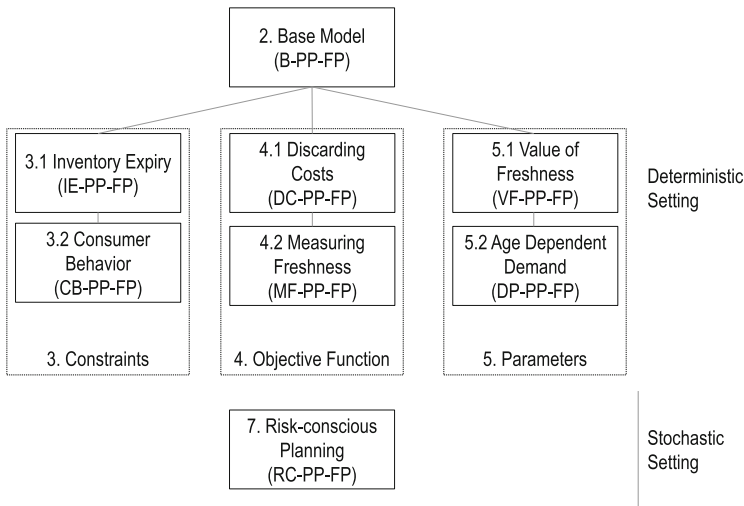 2. Base Model
(B-PP-FP)
3.1 Inventory Expiry
(IE-PP-FP)
4.1 Discarding
Costs
(DC-PP-FP)
5.1 Value of
Freshness
(VF-PP-FP)
Deterministic
Setting
3.2 Consumer
Behavior
(CB-PP-FP)
4.2 Measuring
Freshness
(MF-PP-FP)
5.2 Age Dependent
Demand
(DP-PP-FP)
3. Constraints
4. Objective Function
5. Parameters
7. Risk-conscious
Planning
(RC-PP-FP)
Stochastic
Setting